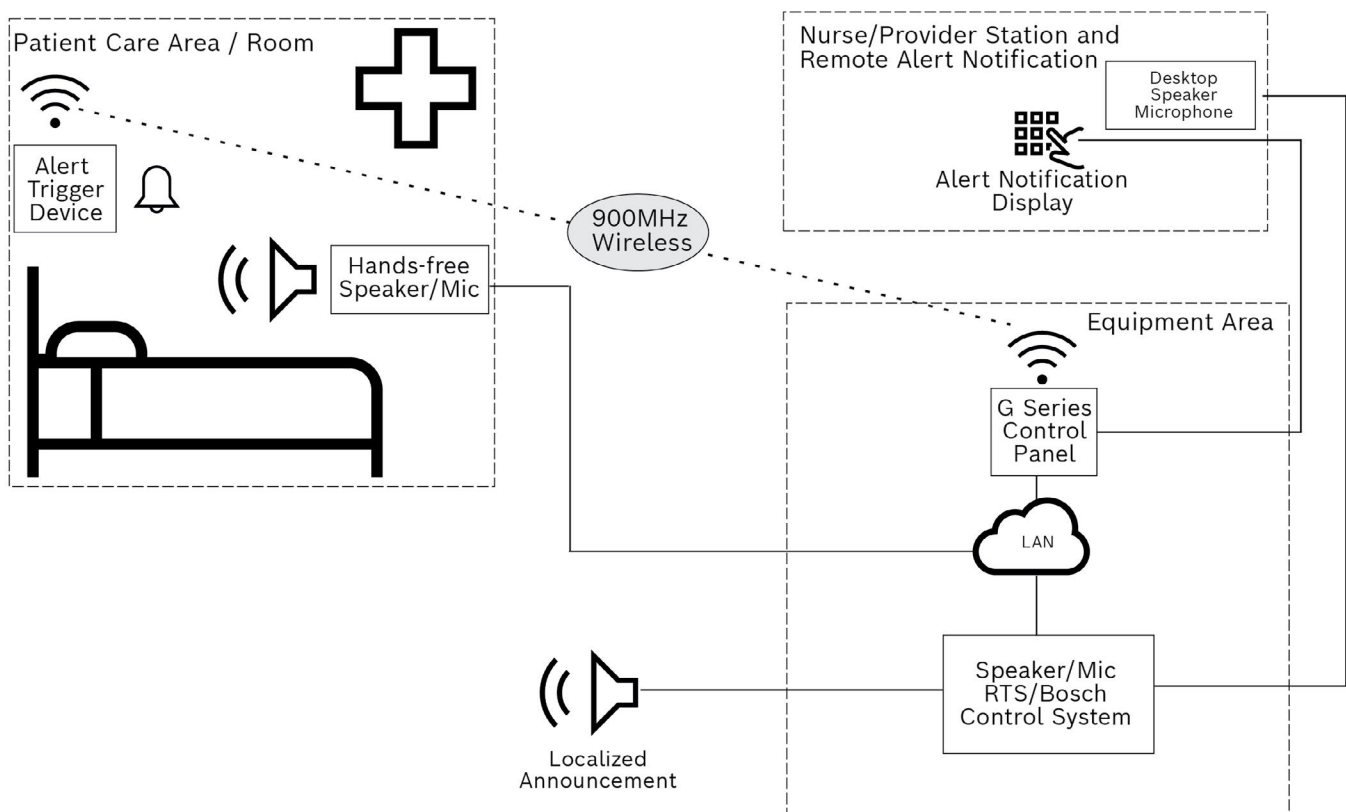 Patient Care Area / Room
Alert
Trigger
Device
Hands-free
Speaker/Mic
900MHz
Wireless
Nurse/Provider Station and
Remote Alert Notification
Desktop
Speaker
Microphone
Alert Notification
Display
Equipment Area
G Series
Control
Panel
LAN
Speaker/Mic
RTS/Bosch
Control System
Localized
Announcement